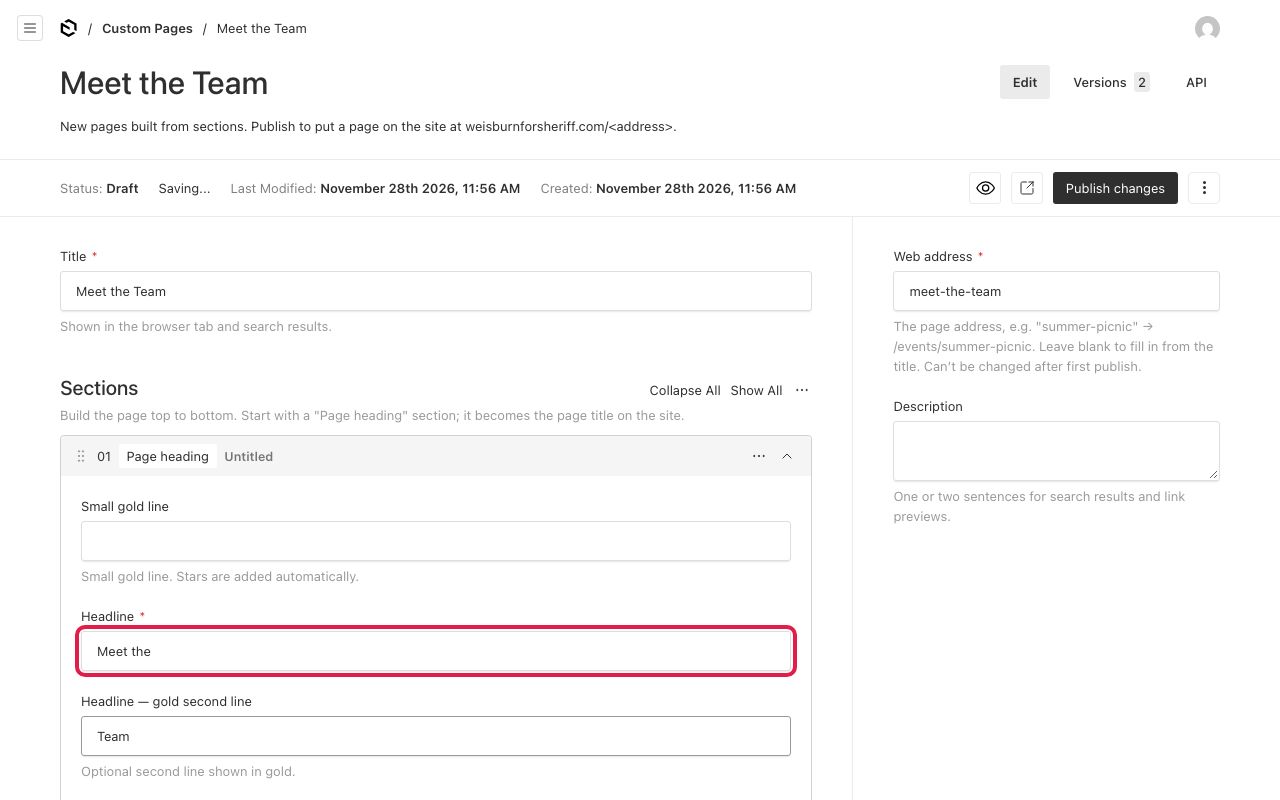 / Custom Pages / Meet the Team
Meet the Team
Edit Versions 2 API
New pages built from sections. Publish to put a page on the site at weisburnforsheriff.com/<address>.
Status: Draft Saving... Last Modified: November 28th 2026, 11:56 AM Created: November 28th 2026, 11:56 AM
Publish changes
Title *
Meet the Team
Shown in the browser tab and search results.
Sections
Collapse All Show All
Build the page top to bottom. Start with a "Page heading" section; it becomes the page title on the site.
01 Page heading Untitled
Small gold line
Small gold line. Stars are added automatically.
Headline *
Meet the
Headline — gold second line
Team
Optional second line shown in gold.
Web address *
meet-the-team
The page address, e.g. "summer-picnic" →
/events/summer-picnic. Leave blank to fill in from the
title. Can't be changed after first publish.
Description
One or two sentences for search results and link
previews.